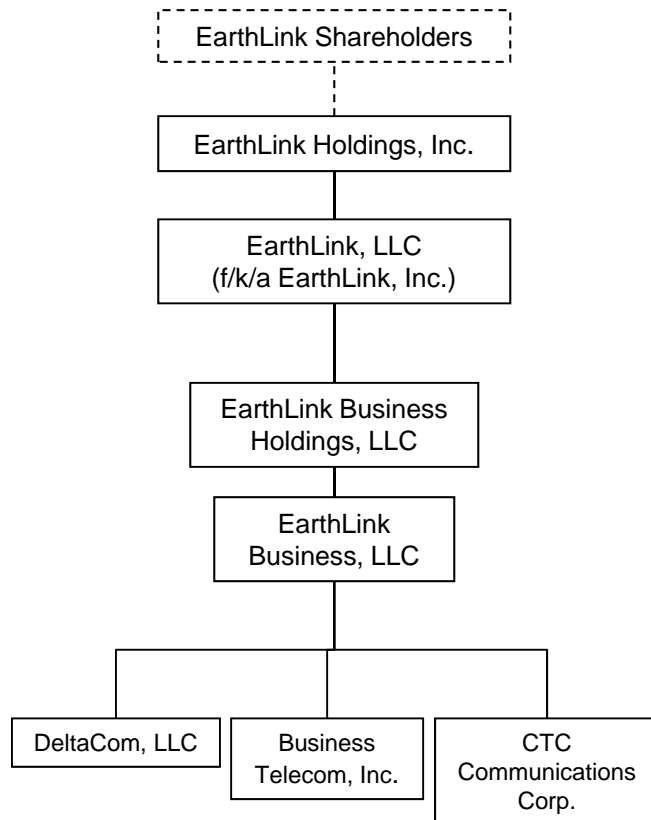 EarthLink Shareholders
EarthLink Holdings, Inc.
EarthLink, LLC
(f/k/a EarthLink, Inc.)
EarthLink Business
Holdings, LLC
EarthLink
Business, LLC
DeltaCom, LLC
Business
Telecom, Inc.
CTC
Communications
Corp.